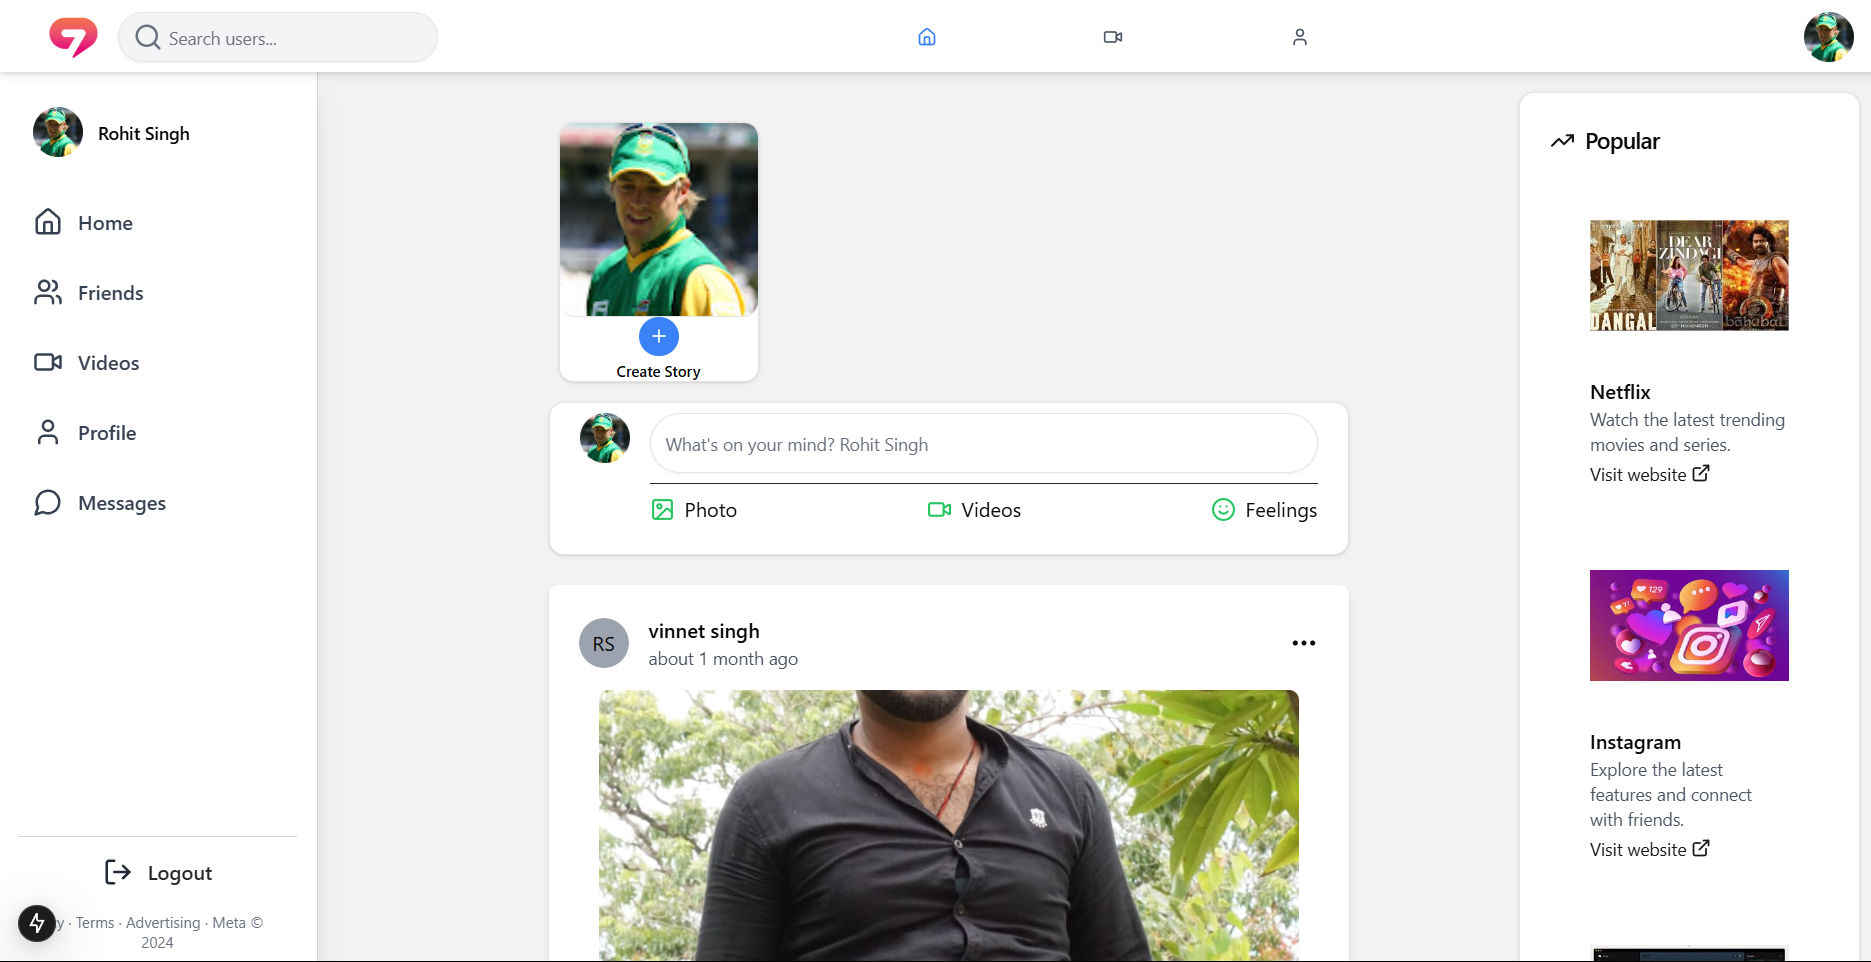 Search users...
Rohit Singh
Home
Friends
Videos
Profile
Messages
Logout
· Terms · Advertising · Meta ©
2024
Create Story
What's on your mind? Rohit Singh
Photo
Videos
Feelings
RS
vinnet singh
about 1 month ago
Popular
DANGAL
DEAR
ZINDAGI
bahubali
Netflix
Watch the latest trending
movies and series.
Visit website
129
Instagram
Explore the latest
features and connect
with friends.
Visit website